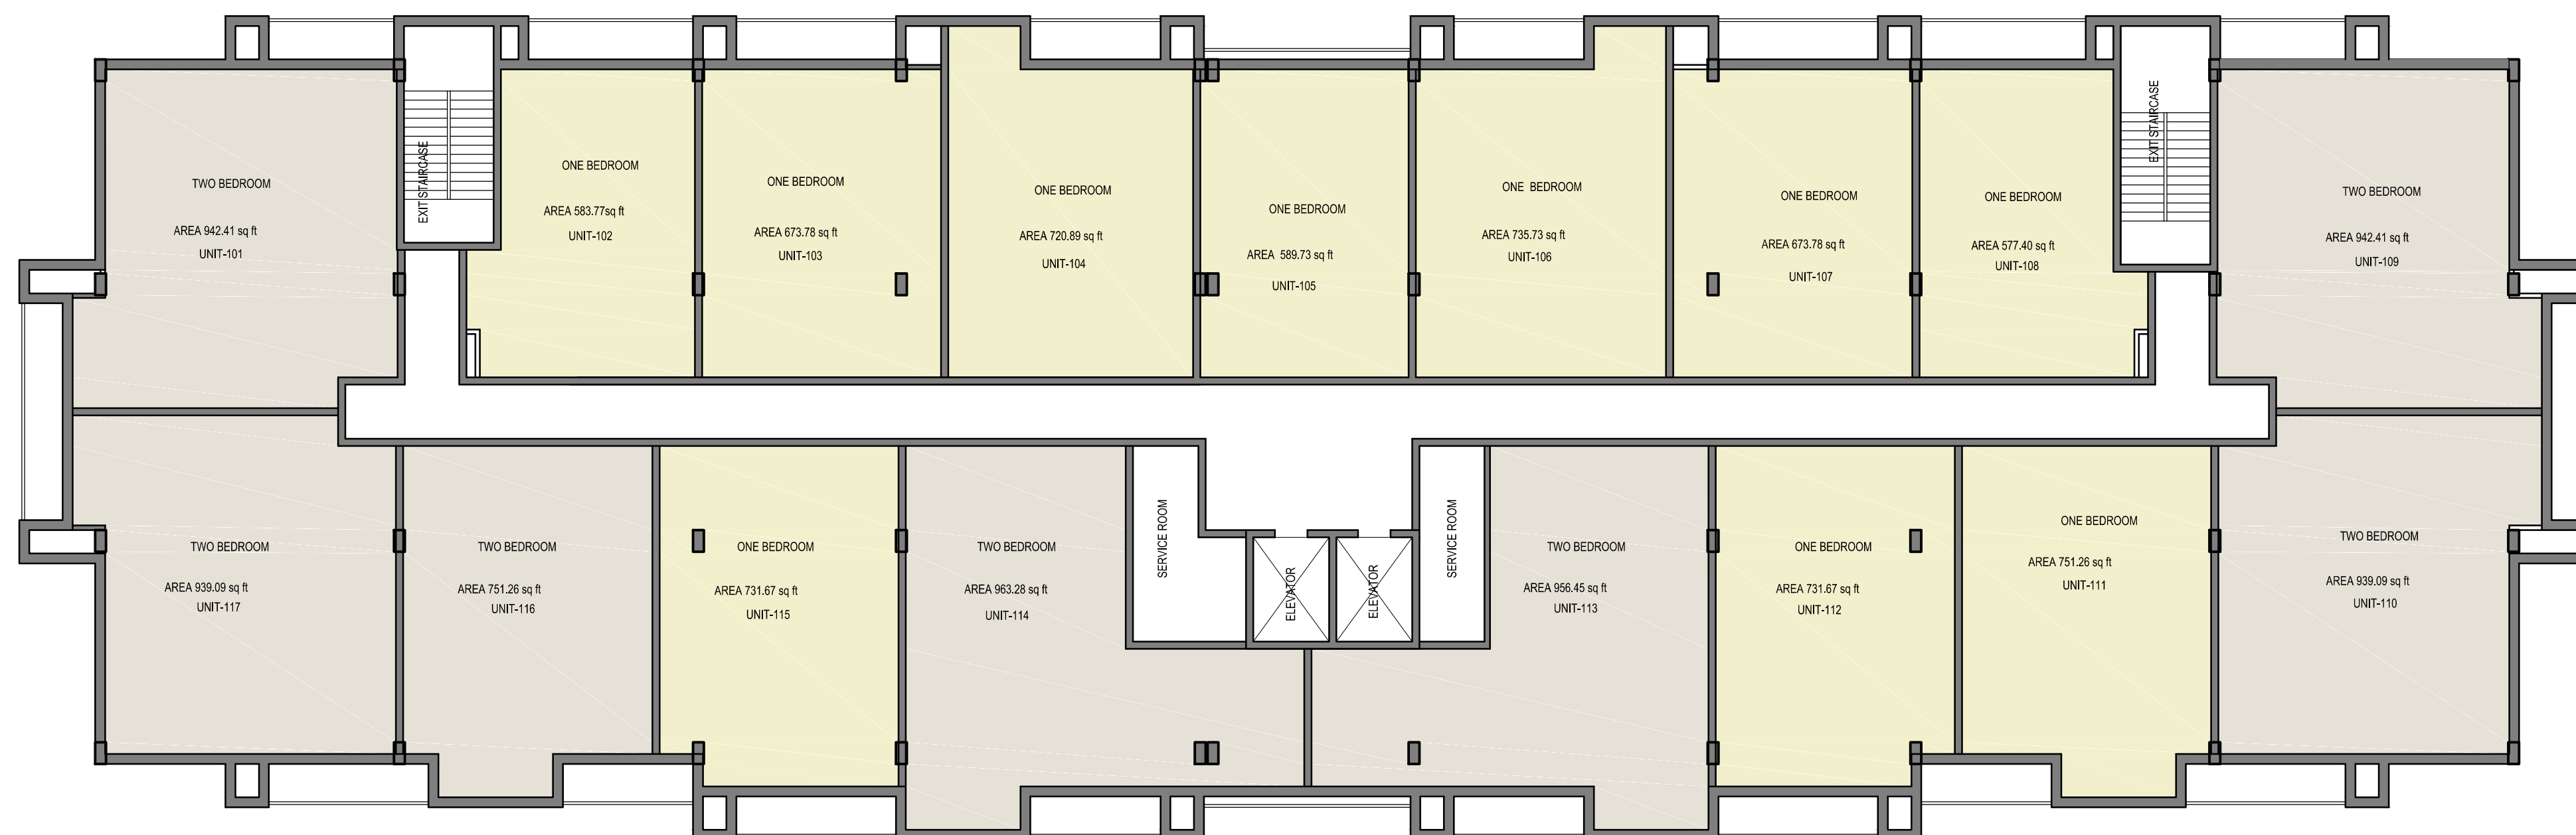 TWO BEDROOM
AREA 942.41 sq ft
UNIT-101
EXIT STAIRCASE
ONE BEDROOM
AREA 583.77sq ft
UNIT-102
ONE BEDROOM
AREA 673.78 sq ft
UNIT-103
ONE BEDROOM
AREA 720.89 sq ft
UNIT-104
ONE BEDROOM
AREA 589.73 sq ft
UNIT-105
ONE BEDROOM
AREA 735.73 sq ft
UNIT-106
ONE BEDROOM
AREA 673.78 sq ft
UNIT-107
ONE BEDROOM
AREA 577.40 sq ft
UNIT-108
EXIT STAIRCASE
TWO BEDROOM
AREA 942.41 sq ft
UNIT-109
TWO BEDROOM
AREA 939.09 sq ft
UNIT-117
TWO BEDROOM
AREA 751.26 sq ft
UNIT-116
ONE BEDROOM
AREA 731.67 sq ft
UNIT-115
TWO BEDROOM
AREA 963.28 sq ft
UNIT-114
SERVICE ROOM
ELEVATOR
ELEVATOR
SERVICE ROOM
TWO BEDROOM
AREA 956.45 sq ft
UNIT-113
ONE BEDROOM
AREA 731.67 sq ft
UNIT-112
ONE BEDROOM
AREA 751.26 sq ft
UNIT-111
TWO BEDROOM
AREA 939.09 sq ft
UNIT-110